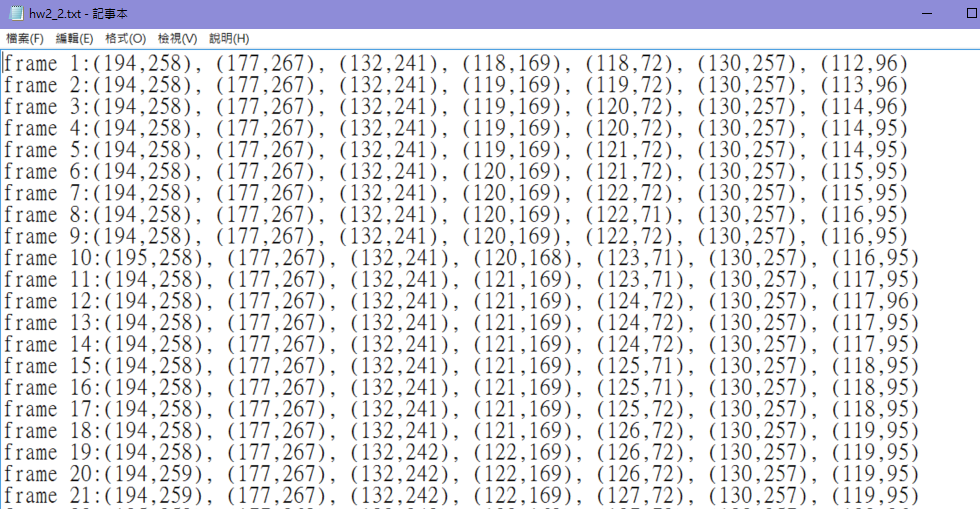 hw2_2.txt - 記事本
檔案(F) 編輯(E) 格式(O) 檢視(V) 說明(H)
frame 1:(194,258), (177,267), (132,241), (118,169), (118,72), (130,257), (112,96)
frame 2:(194,258), (177,267), (132,241), (119,169), (119,72), (130,257), (113,96)
frame 3:(194,258), (177,267), (132,241), (119,169), (120,72), (130,257), (114,96)
frame 4:(194,258), (177,267), (132,241), (119,169), (120,72), (130,257), (114,95)
frame 5:(194,258), (177,267), (132,241), (119,169), (121,72), (130,257), (114,95)
frame 6:(194,258), (177,267), (132,241), (120,169), (121,72), (130,257), (115,95)
frame 7:(194,258), (177,267), (132,241), (120,169), (122,72), (130,257), (115,95)
frame 8:(194,258), (177,267), (132,241), (120,169), (122,71), (130,257), (116,95)
frame 9:(194,258), (177,267), (132,241), (120,169), (122,72), (130,257), (116,95)
frame 10:(195,258), (177,267), (132,241), (120,168), (123,71), (130,257), (116,95)
frame 11:(194,258), (177,267), (132,241), (121,169), (123,71), (130,257), (117,95)
frame 12:(194,258), (177,267), (132,241), (121,169), (124,72), (130,257), (117,96)
frame 13:(194,258), (177,267), (132,241), (121,169), (124,72), (130,257), (117,95)
frame 14:(194,258), (177,267), (132,241), (121,169), (124,72), (130,257), (117,95)
frame 15:(194,258), (177,267), (132,241), (121,169), (125,71), (130,257), (118,95)
frame 16:(194,258), (177,267), (132,241), (121,169), (125,71), (130,257), (118,95)
frame 17:(194,258), (177,267), (132,241), (121,169), (125,72), (130,257), (118,95)
frame 18:(194,258), (177,267), (132,241), (121,169), (126,72), (130,257), (119,95)
frame 19:(194,258), (177,267), (132,242), (122,169), (126,72), (130,257), (119,95)
frame 20:(194,259), (177,267), (132,242), (122,169), (126,72), (130,257), (119,95)
frame 21:(194,259), (177,267), (132,242), (122,169), (127,72), (130,257), (119,95)